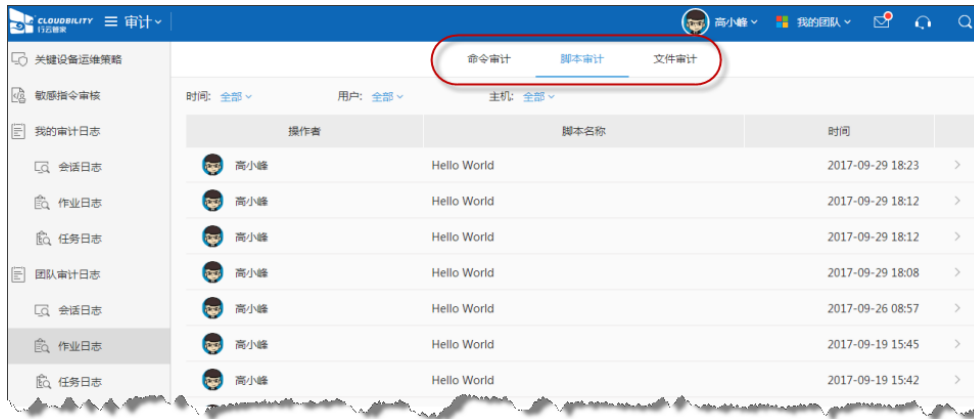 CLOUDBILITY 行云管家 审计 高小峰 我的团队
关键设备运维策略
敏感指令审核
我的审计日志
会话日志
作业日志
任务日志
团队审计日志
会话日志
作业日志
任务日志
命令审计 脚本审计 文件审计
时间: 全部 用户: 全部 主机: 全部
操作者 脚本名称 时间
高小峰 Hello World 2017-09-29 18:23
高小峰 Hello World 2017-09-29 18:12
高小峰 Hello World 2017-09-29 18:12
高小峰 Hello World 2017-09-29 18:08
高小峰 Hello World 2017-09-26 08:57
高小峰 Hello World 2017-09-19 15:45
高小峰 Hello World 2017-09-19 15:42